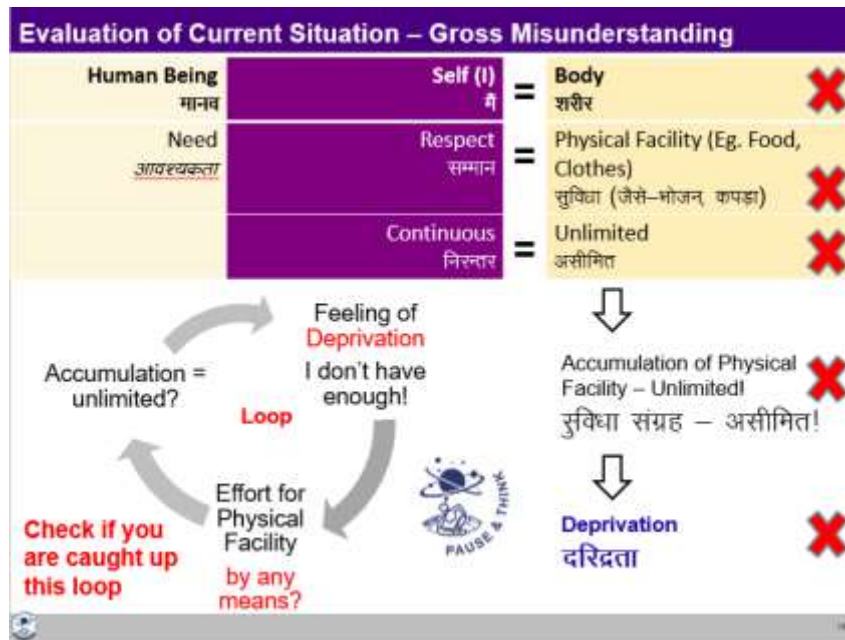 Evaluation of Current Situation – Gross Misunderstanding
Human Being
मानव
Self (I)
मैं
=
Body
शरीर
Need
आवश्यकता
Respect
सम्मान
=
Physical Facility (Eg. Food,
Clothes)
सुविधा (जैसे–भोजन, कपड़ा)
Continuous
निरन्तर
=
Unlimited
असीमित
Feeling of
Deprivation
I don't have
enough!
Accumulation =
unlimited?
Loop
Effort for
Physical
Facility
by any
means?
Check if you
are caught up
this loop
PAUSE & THINK
Accumulation of Physical
Facility – Unlimited!
सुविधा संग्रह – असीमित!
Deprivation
दरिद्रता